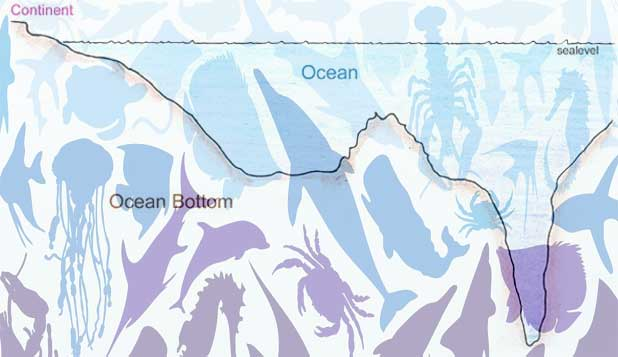 Continent
sealevel
Ocean
Ocean Bottom